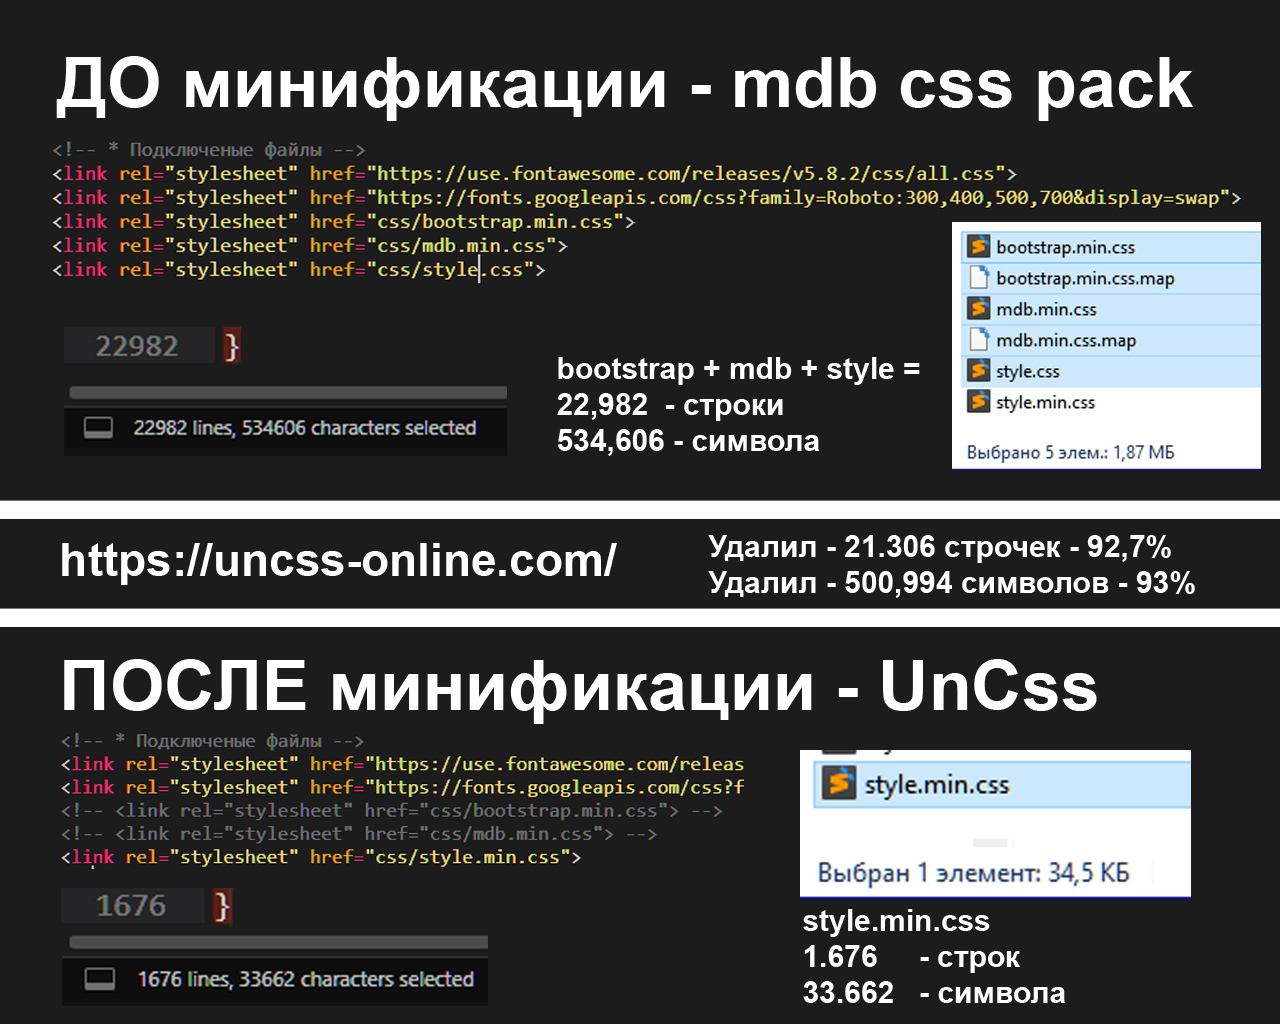 ДО минификации - mdb css pack
<!-- * Подключеные файлы -->
<link rel="stylesheet" href="https://use.fontawesome.com/releases/v5.8.2/css/all.css">
<link rel="stylesheet" href="https://fonts.googleapis.com/css?family=Roboto:300,400,500,700&display=swap">
<link rel="stylesheet" href="css/bootstrap.min.css">
<link rel="stylesheet" href="css/mdb.min.css">
<link rel="stylesheet" href="css/style.css">
bootstrap.min.css
bootstrap.min.css.map
mdb.min.css
mdb.min.css.map
style.css
style.min.css
Выбрано 5 элем.: 1,87 МБ
22982 }
22982 lines, 534606 characters selected
bootstrap + mdb + style =
22,982 - строки
534,606 - символа
https://uncss-online.com/
Удалил - 21.306 строчек - 92,7%
Удалил - 500,994 символов - 93%
ПОСЛЕ минификации - UnCss
<!-- * Подключеные файлы -->
<link rel="stylesheet" href="https://use.fontawesome.com/releas
<link rel="stylesheet" href="https://fonts.googleapis.com/css?f
<!-- <link rel="stylesheet" href="css/bootstrap.min.css"> -->
<!-- <link rel="stylesheet" href="css/mdb.min.css"> -->
<link rel="stylesheet" href="css/style.min.css">
1676 }
1676 lines, 33662 characters selected
style.min.css
Выбран 1 элемент: 34,5 КБ
style.min.css
1.676 - строк
33.662 - символа